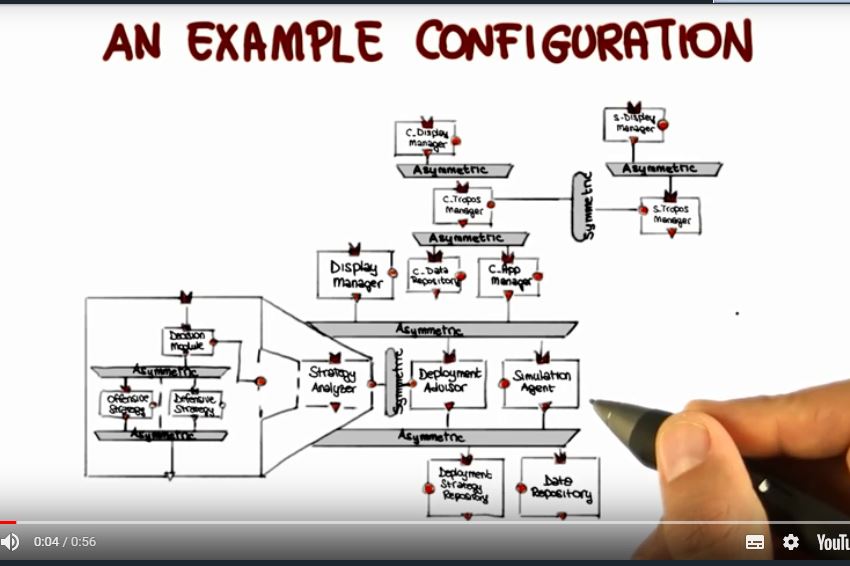 AN EXAMPLE CONFIGURATION
C_Display
Manager
S_Display
Manager
Asymmetric
Asymmetric
C_Tropos
Manager
Symmetric
S_Tropos
Manager
Asymmetric
Display
Manager
C_Data
Repository
C_App
Manager
Asymmetric
Decision
Module
Asymmetric
Offensive
Strategy
Defensive
Strategy
Asymmetric
Strategy
Analyzer
Symmetric
Deployment
Advisor
Simulation
Agent
Asymmetric
Deployment
Strategy
Repository
Data
Repository
0:04 / 0:56
YouTu